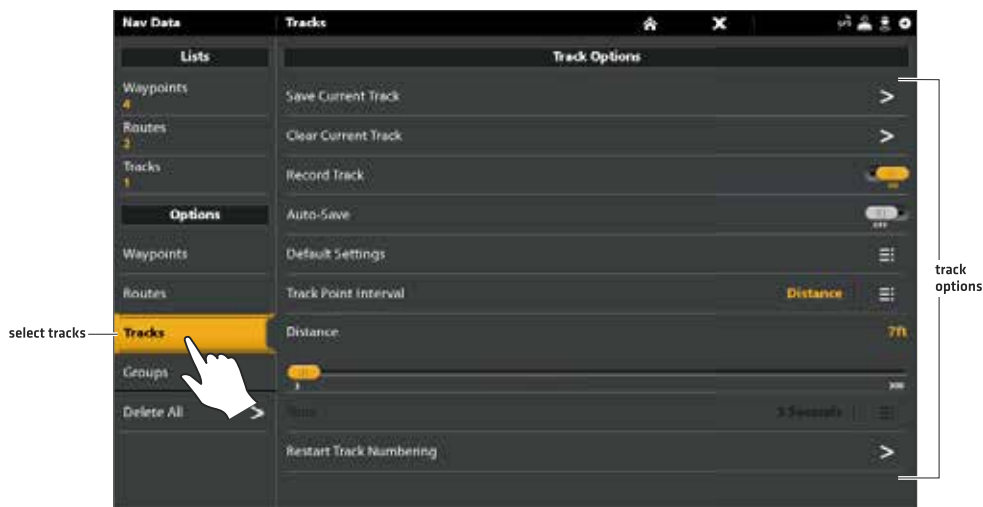 Nav Data Tracks
Lists Track Options
Waypoints
4
Save Current Track
Routes
2
Clear Current Track
Tracks
1
Record Track
Options Auto-Save
Waypoints Default Settings
Routes Track Point Interval Distance
track
options
select tracks
Tracks Distance 7ft
Groups
Delete All 3 Seconds
Restart Track Numbering